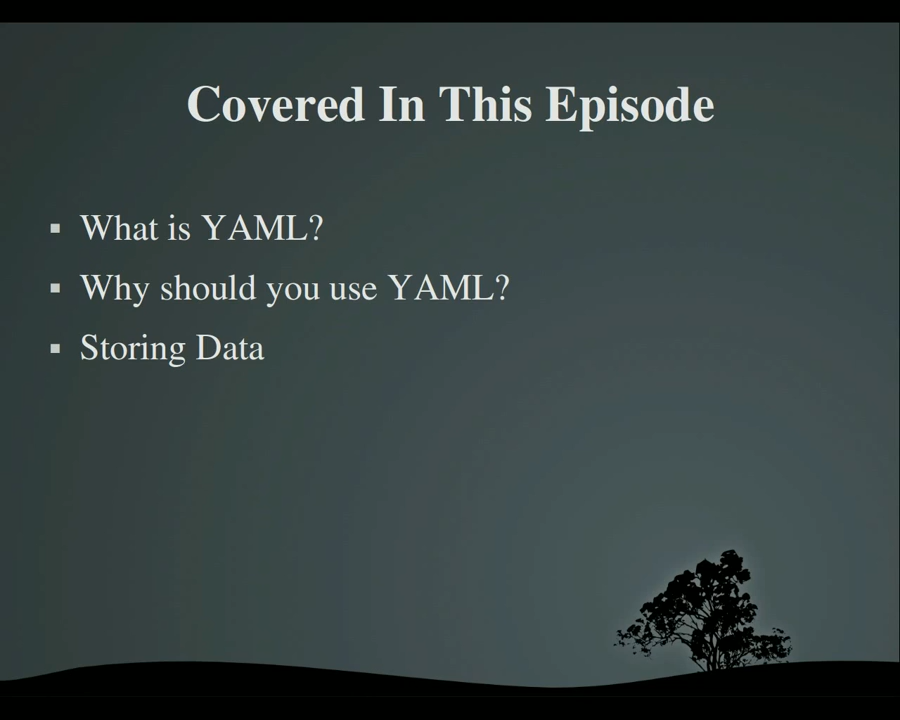 Covered In This Episode
▪ What is YAML?
▪ Why should you use YAML?
▪ Storing Data